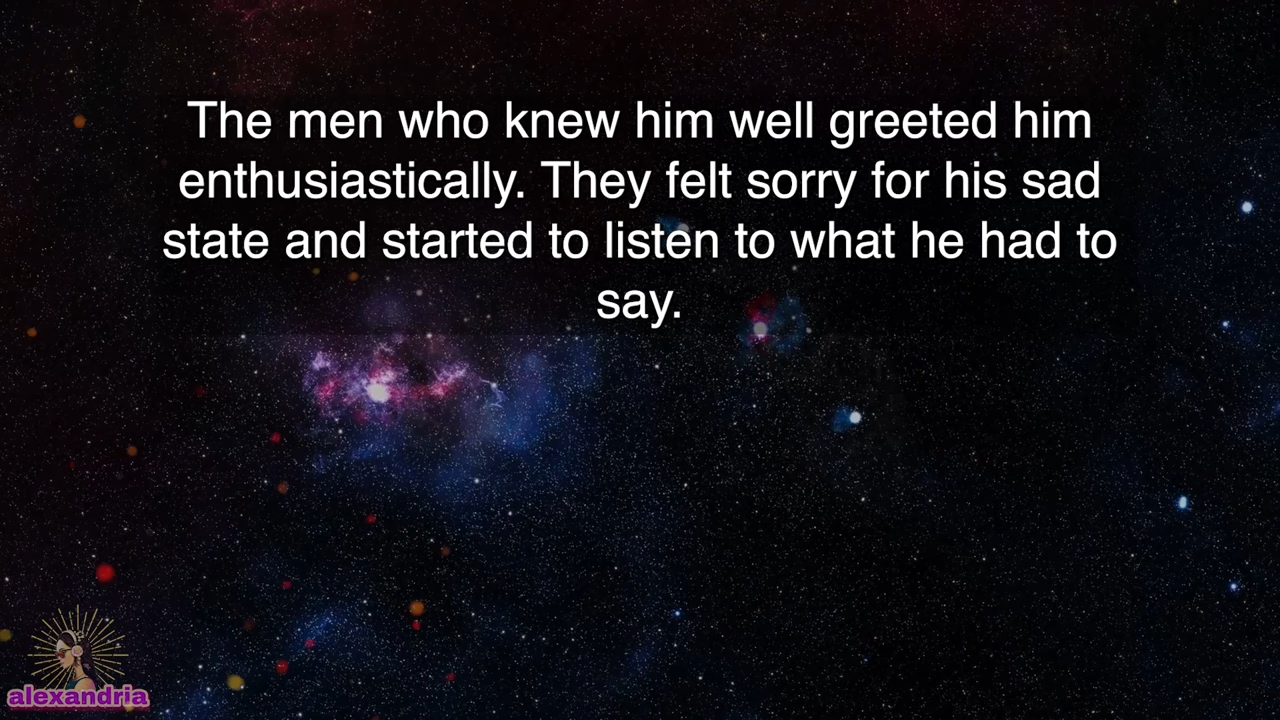 The men who knew him well greeted him
enthusiastically. They felt sorry for his sad
state and started to listen to what he had to
say.
alexandria